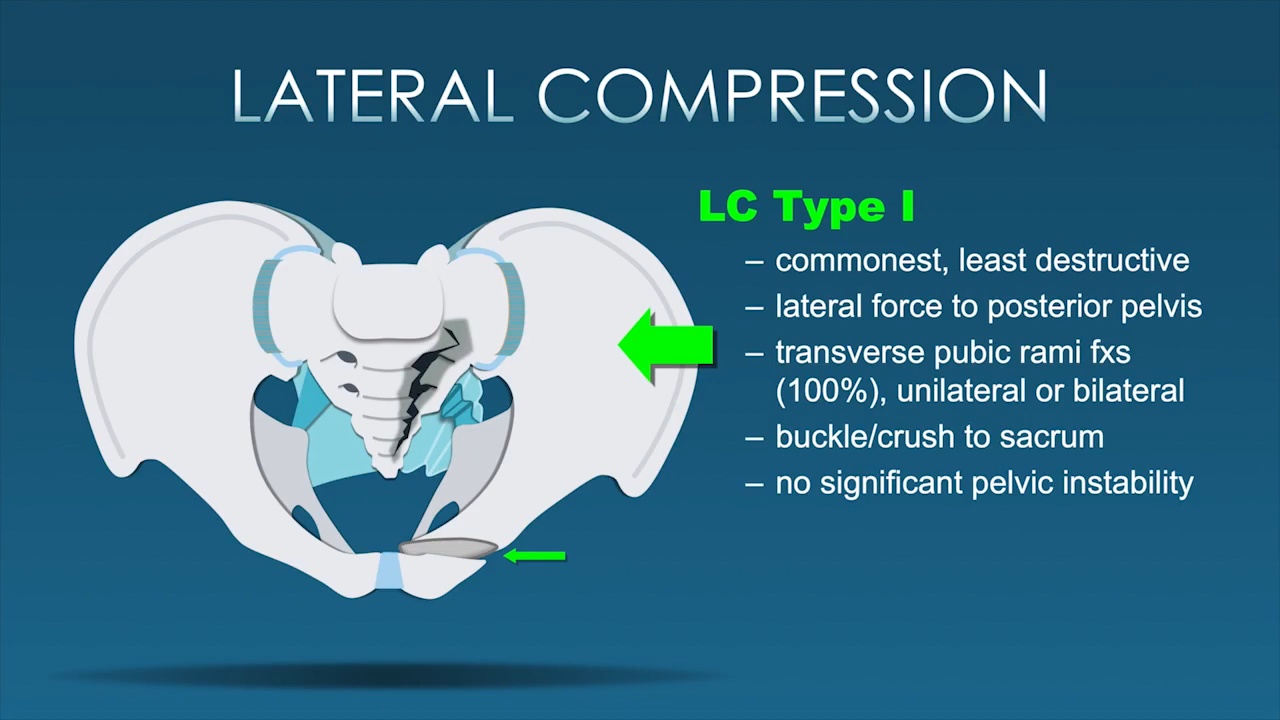 LATERAL COMPRESSION
LC Type I
– commonest, least destructive
– lateral force to posterior pelvis
– transverse pubic rami fxs
(100%), unilateral or bilateral
– buckle/crush to sacrum
– no significant pelvic instability